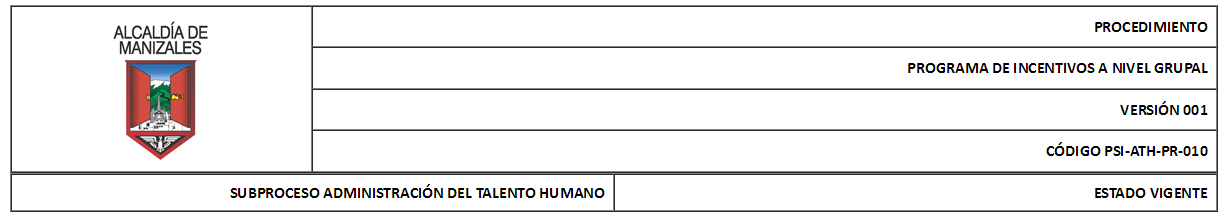 ALCALDÍA DE
MANIZALES
PROCEDIMIENTO
PROGRAMA DE INCENTIVOS A NIVEL GRUPAL
VERSIÓN 001
CÓDIGO PSI-ATH-PR-010
SUBPROCESO ADMINISTRACIÓN DEL TALENTO HUMANO
ESTADO VIGENTE